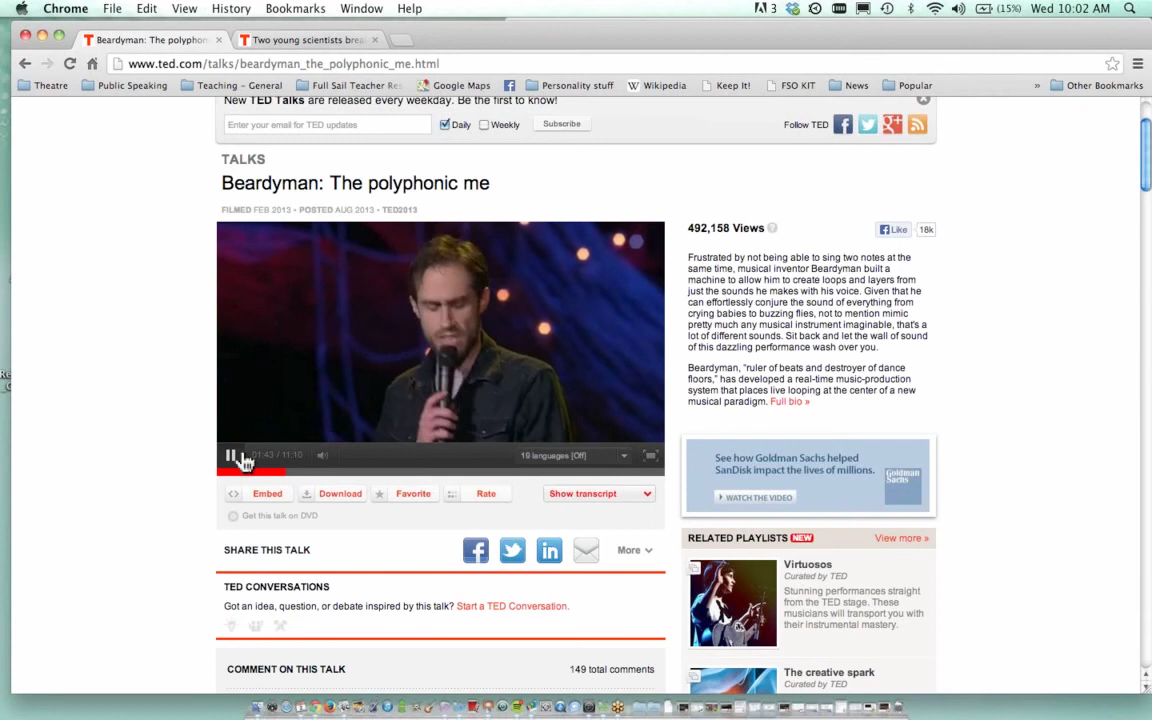 Chrome File Edit View History Bookmarks Window Help 3 (15%) Wed 10:02 AM
Beardyman: The polyphon × Two young scientists brea ×
www.ted.com/talks/beardyman_the_polyphonic_me.html
Theatre Public Speaking Teaching - General Full Sail Teacher Res Google Maps Personality stuff Wikipedia Keep It! FSO KIT News Popular » Other Bookmarks
New TED Talks are released every weekday. Be the first to know!
Enter your email for TED updates Daily Weekly Subscribe Follow TED
TALKS
Beardyman: The polyphonic me
FILMED FEB 2013 • POSTED AUG 2013 • TED2013
492,158 Views ? Like 18k
Frustrated by not being able to sing two notes at the
same time, musical inventor Beardyman built a
machine to allow him to create loops and layers from
just the sounds he makes with his voice. Given that he
can effortlessly conjure the sound of everything from
crying babies to buzzing flies, not to mention mimic
pretty much any musical instrument imaginable, that's a
lot of different sounds. Sit back and let the wall of sound
of this dazzling performance wash over you.
Beardyman, "ruler of beats and destroyer of dance
floors," has developed a real-time music-production
system that places live looping at the center of a new
musical paradigm. Full bio »
01:43 / 11:10 19 languages [Off]
See how Goldman Sachs helped
SanDisk impact the lives of millions.
Goldman
Sachs
WATCH THE VIDEO
Embed Download Favorite Rate Show transcript
Get this talk on DVD
SHARE THIS TALK More
RELATED PLAYLISTS NEW View more »
Virtuosos
Curated by TED
Stunning performances straight
from the TED stage. These
musicians will transport you with
their instrumental mastery.
TED CONVERSATIONS
Got an idea, question, or debate inspired by this talk? Start a TED Conversation.
COMMENT ON THIS TALK 149 total comments
The creative spark
Curated by TED